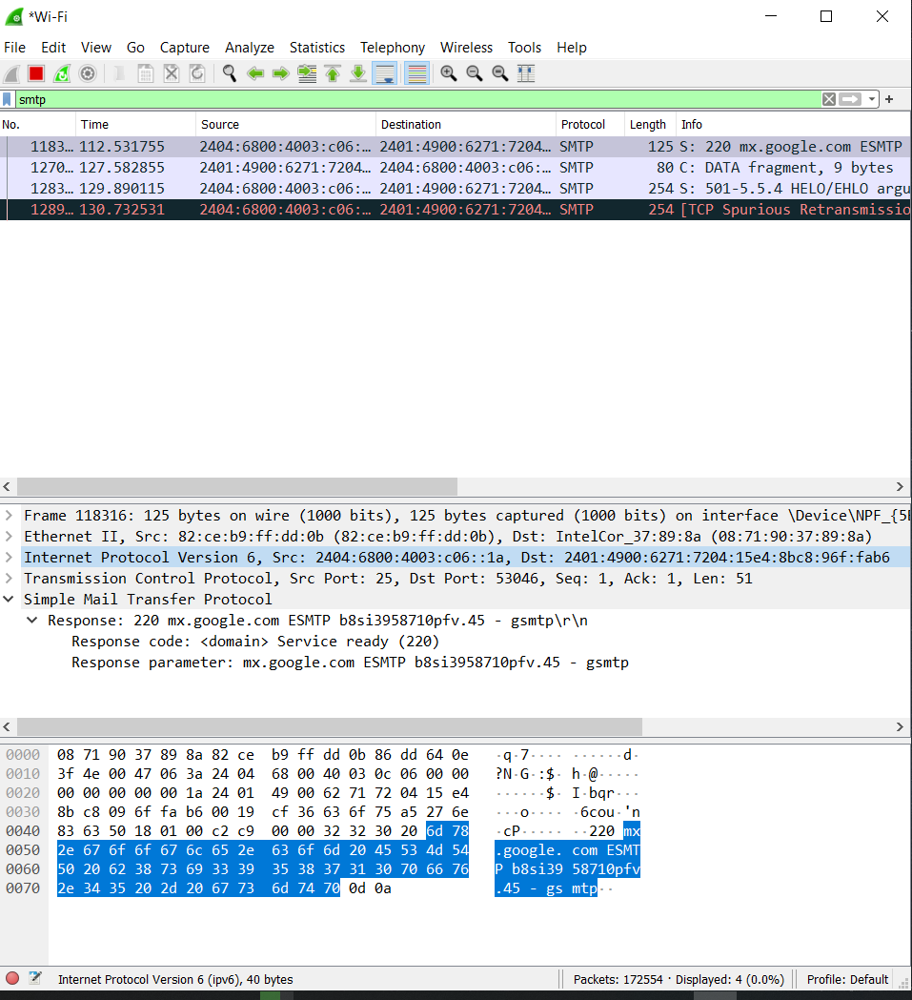 *Wi-Fi
File Edit View Go Capture Analyze Statistics Telephony Wireless Tools Help
smtp
No. Time Source Destination Protocol Length Info
1183… 112.531755 2404:6800:4003:c06:… 2401:4900:6271:7204… SMTP 125 S: 220 mx.google.com ESMTP
1270… 127.582855 2401:4900:6271:7204… 2404:6800:4003:c06:… SMTP 80 C: DATA fragment, 9 bytes
1283… 129.890115 2404:6800:4003:c06:… 2401:4900:6271:7204… SMTP 254 S: 501-5.5.4 HELO/EHLO argu
1289… 130.732531 2404:6800:4003:c06:… 2401:4900:6271:7204… SMTP 254 [TCP Spurious Retransmissio
Frame 118316: 125 bytes on wire (1000 bits), 125 bytes captured (1000 bits) on interface \Device\NPF_{5
Ethernet II, Src: 82:ce:b9:ff:dd:0b (82:ce:b9:ff:dd:0b), Dst: IntelCor_37:89:8a (08:71:90:37:89:8a)
Internet Protocol Version 6, Src: 2404:6800:4003:c06::1a, Dst: 2401:4900:6271:7204:15e4:8bc8:96f:fab6
Transmission Control Protocol, Src Port: 25, Dst Port: 53046, Seq: 1, Ack: 1, Len: 51
Simple Mail Transfer Protocol
Response: 220 mx.google.com ESMTP b8si3958710pfv.45 - gsmtp\r\n
Response code: <domain> Service ready (220)
Response parameter: mx.google.com ESMTP b8si3958710pfv.45 - gsmtp
0000 08 71 90 37 89 8a 82 ce b9 ff dd 0b 86 dd 64 0e ·q·7···· ······d·
0010 3f 4e 00 47 06 3a 24 04 68 00 40 03 0c 06 00 00 ?N·G·:$· h·@·····
0020 00 00 00 00 00 1a 24 01 49 00 62 71 72 04 15 e4 ······$· I·bqr···
0030 8b c8 09 6f fa b6 00 19 cf 36 63 6f 75 a5 27 6e ···o···· ·6cou·'n
0040 83 63 50 18 01 00 c2 c9 00 00 32 32 30 20 6d 78 ·cP····· ··220 mx
0050 2e 67 6f 6f 67 6c 65 2e 63 6f 6d 20 45 53 4d 54 .google. com ESMT
0060 50 20 62 38 73 69 33 39 35 38 37 31 30 70 66 76 P b8si39 58710pfv
0070 2e 34 35 20 2d 20 67 73 6d 74 70 0d 0a .45 - gs mtp··
Internet Protocol Version 6 (ipv6), 40 bytes Packets: 172554 · Displayed: 4 (0.0%) Profile: Default